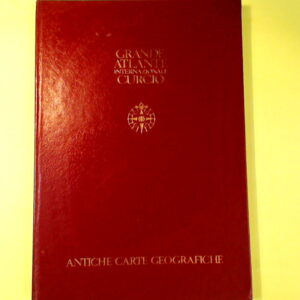 GRANDE
ATLANTE
INTERNAZIONALE
CURCIO
ANTICHE CARTE GEOGRAFICHE